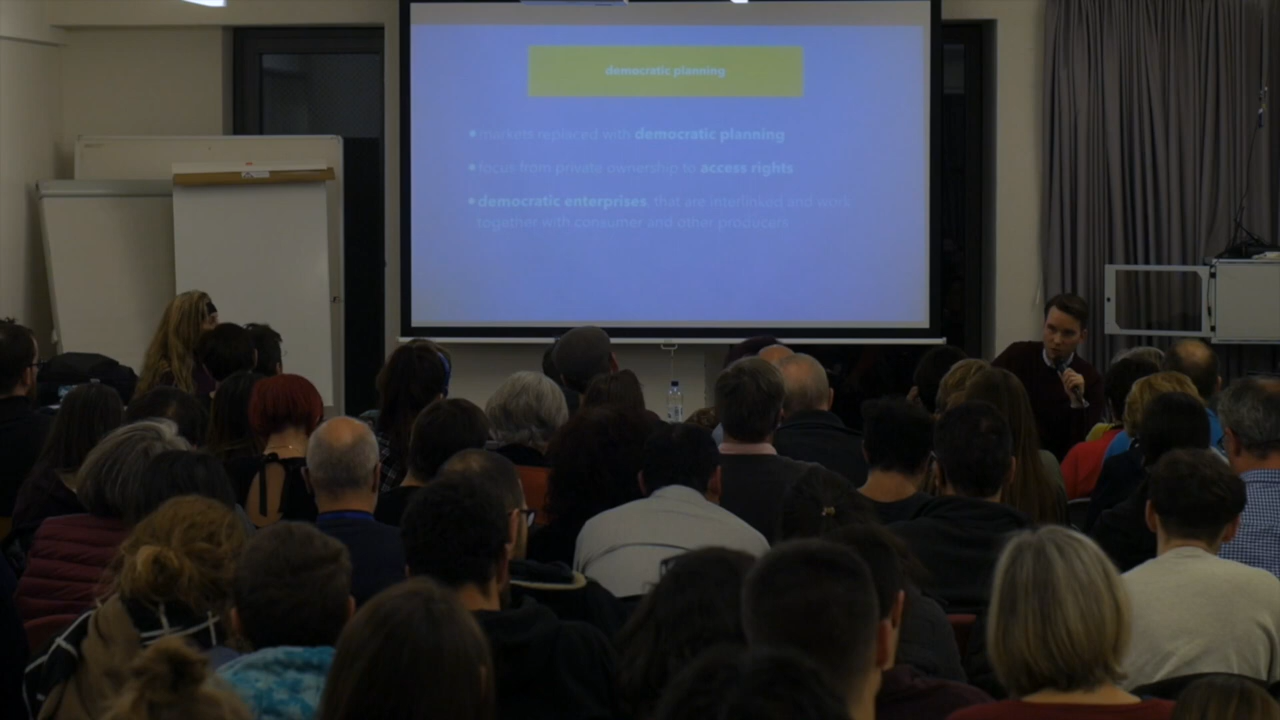 democratic planning
markets replaced with democratic planning
focus from private ownership to access rights
democratic enterprises, that are interlinked and work
together with consumer and other producers